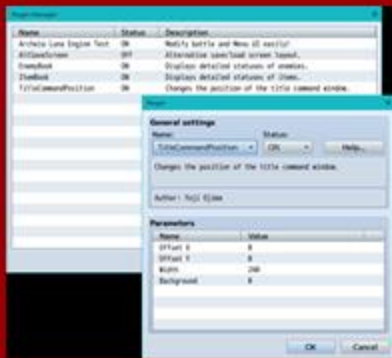 Plugin Manager
Name Status Description
Archeia Luna Engine Test ON Modify battle and Menu UI easily!
AltSaveScreen OFF Alternative save/load screen layout.
EnemyBook ON Displays detailed statuses of enemies.
ItemBook ON Displays detailed statuses of items.
TitleCommandPosition ON Changes the position of the title command window.
Plugin
General settings
Name: Status:
TitleCommandPosition ON Help...
Changes the position of the title command window.
Author: Yoji Ojima
Parameters
Name Value
Offset X 0
Offset Y 0
Width 240
Background 0
OK Cancel